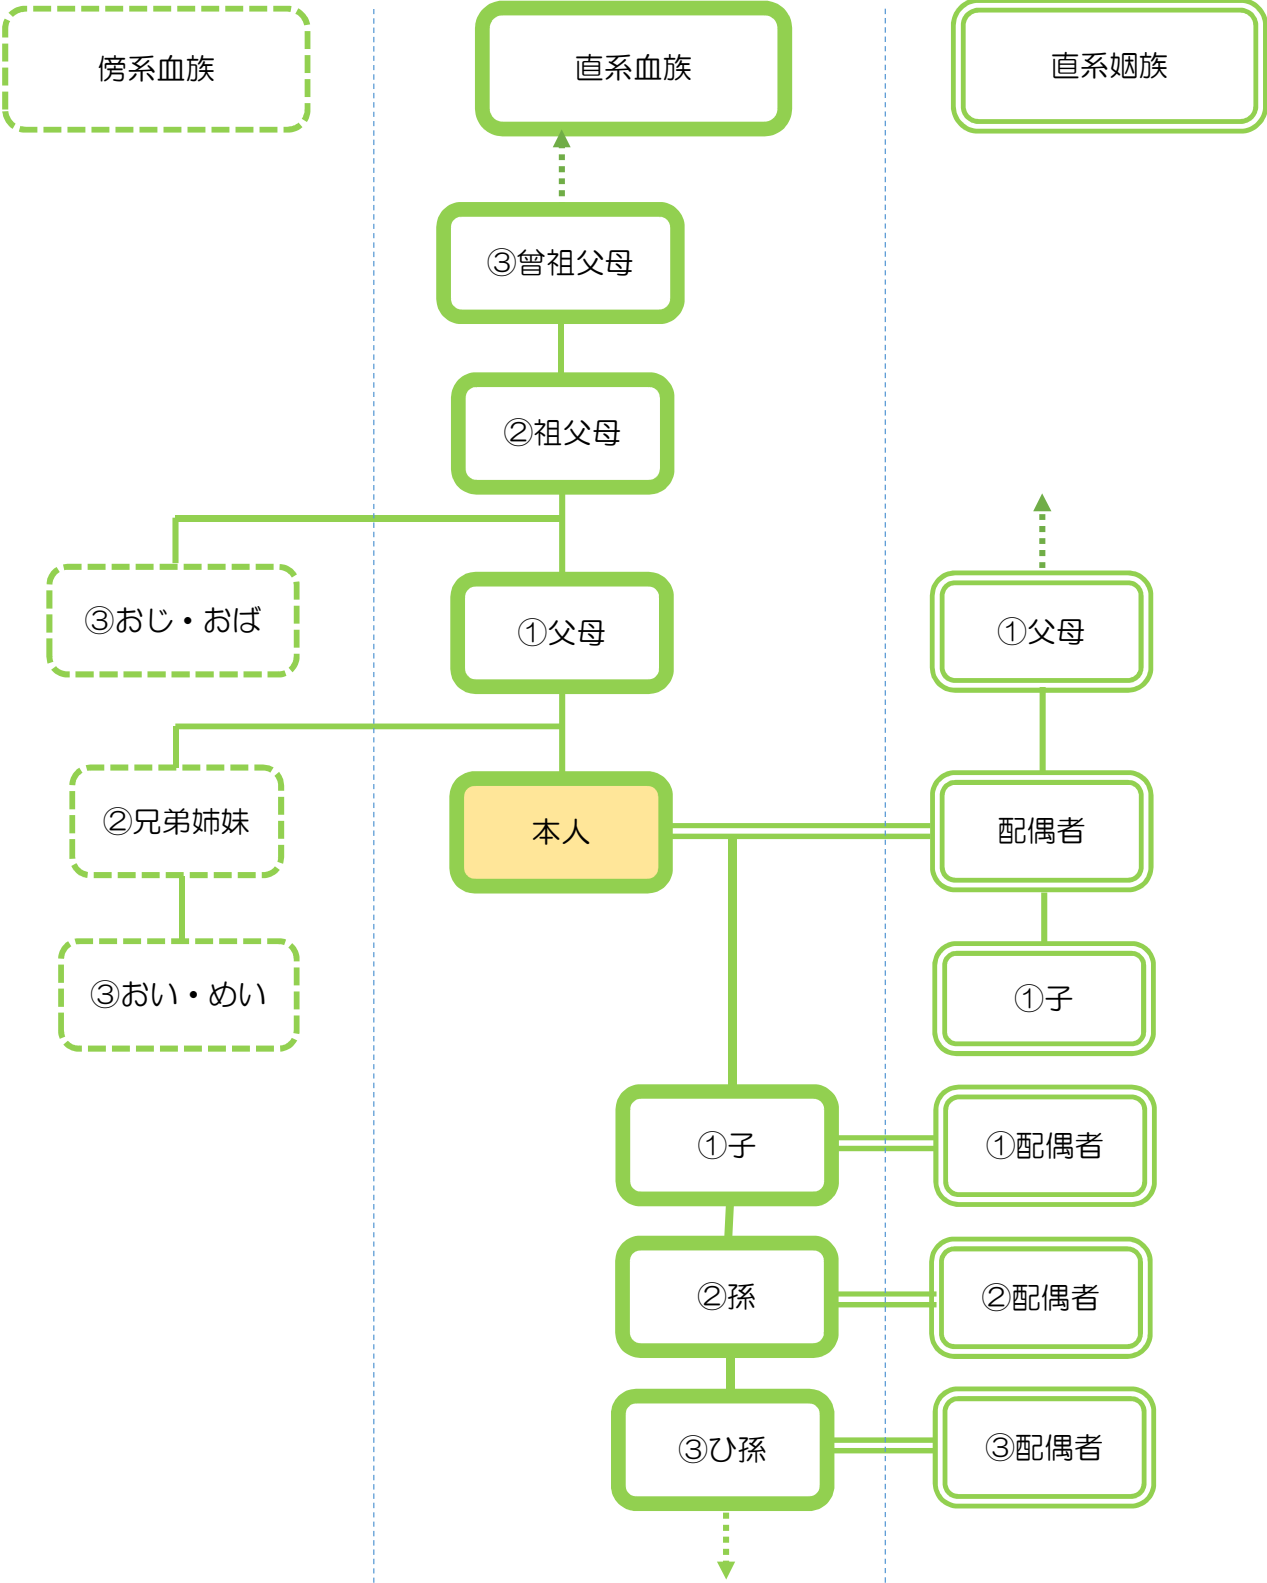 傍系血族
直系血族
直系姻族
③曾祖父母
②祖父母
③おじ・おば
①父母
①父母
②兄弟姉妹
本人
配偶者
③おい・めい
①子
①子
①配偶者
②孫
②配偶者
③ひ孫
③配偶者